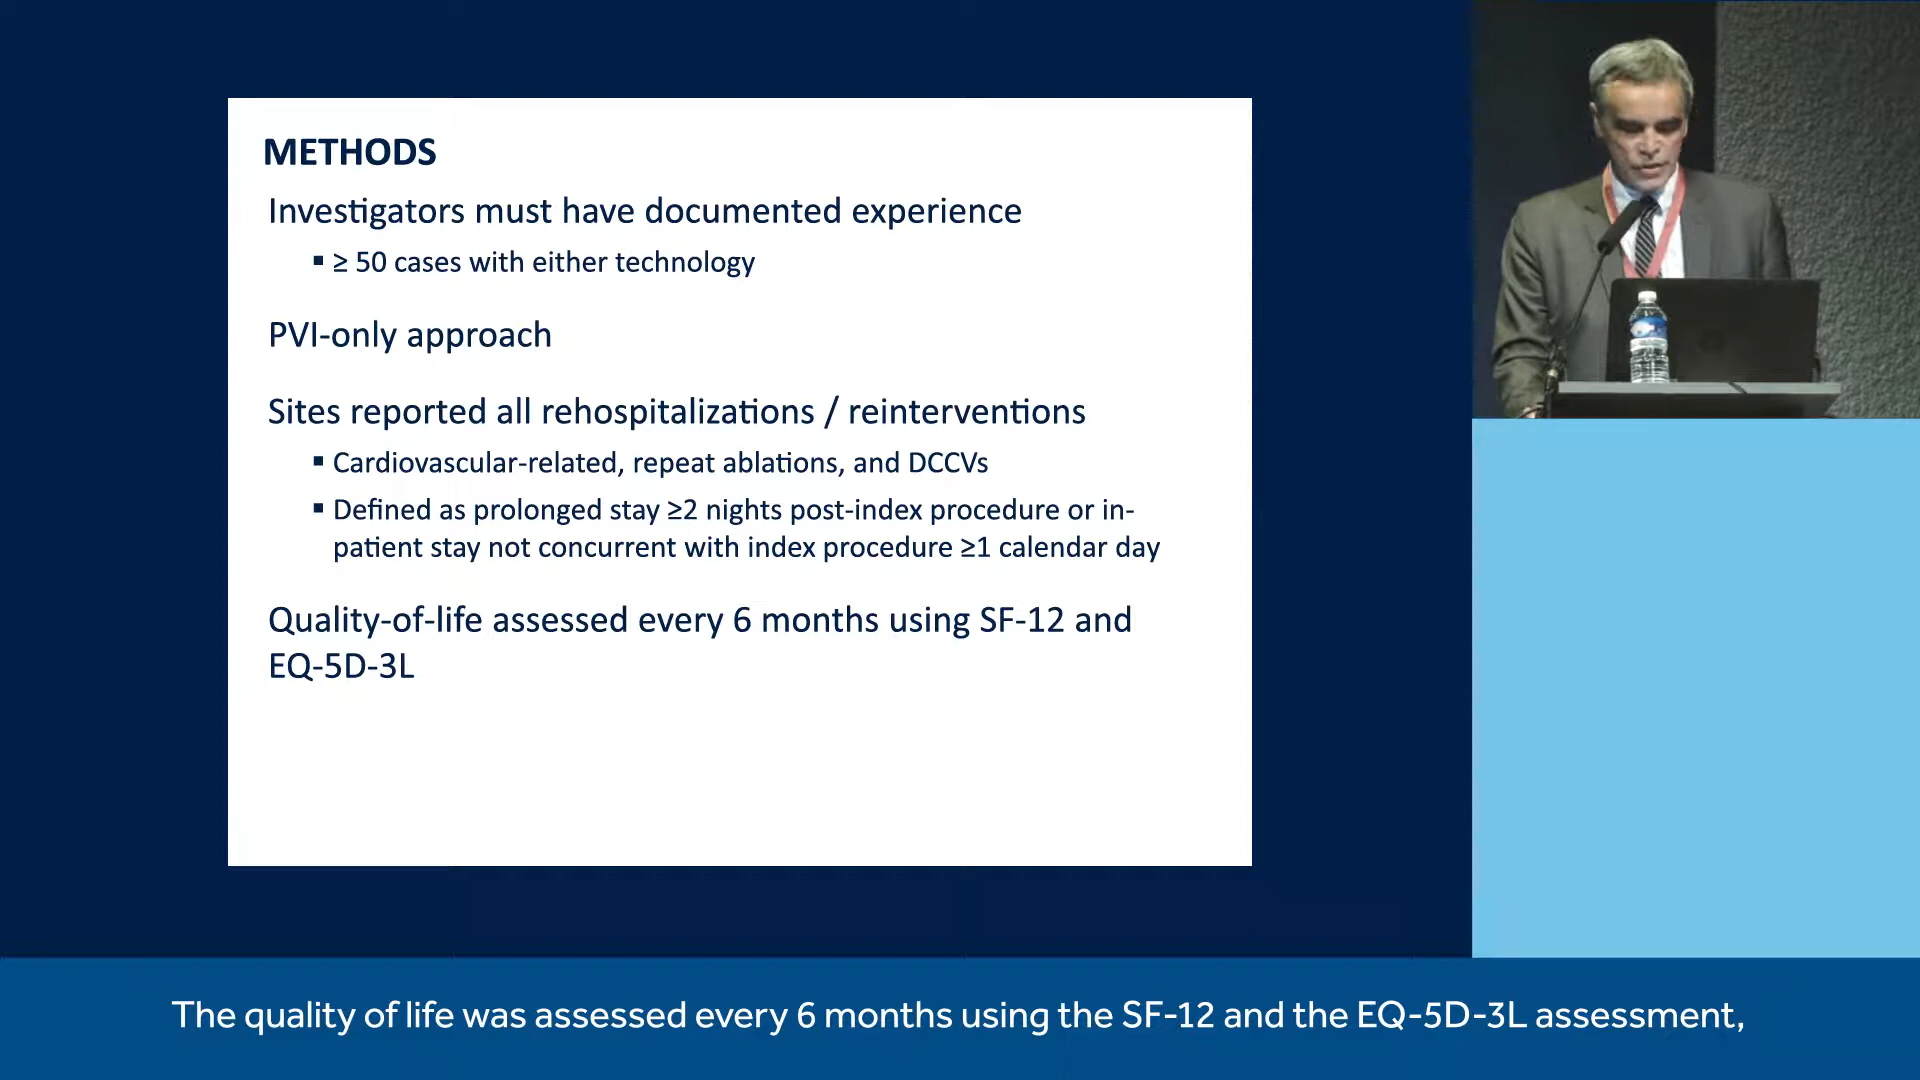 METHODS
Investigators must have documented experience
▪ ≥ 50 cases with either technology
PVI-only approach
Sites reported all rehospitalizations / reinterventions
▪ Cardiovascular-related, repeat ablations, and DCCVs
▪ Defined as prolonged stay ≥2 nights post-index procedure or in-
patient stay not concurrent with index procedure ≥1 calendar day
Quality-of-life assessed every 6 months using SF-12 and
EQ-5D-3L
The quality of life was assessed every 6 months using the SF-12 and the EQ-5D-3L assessment,